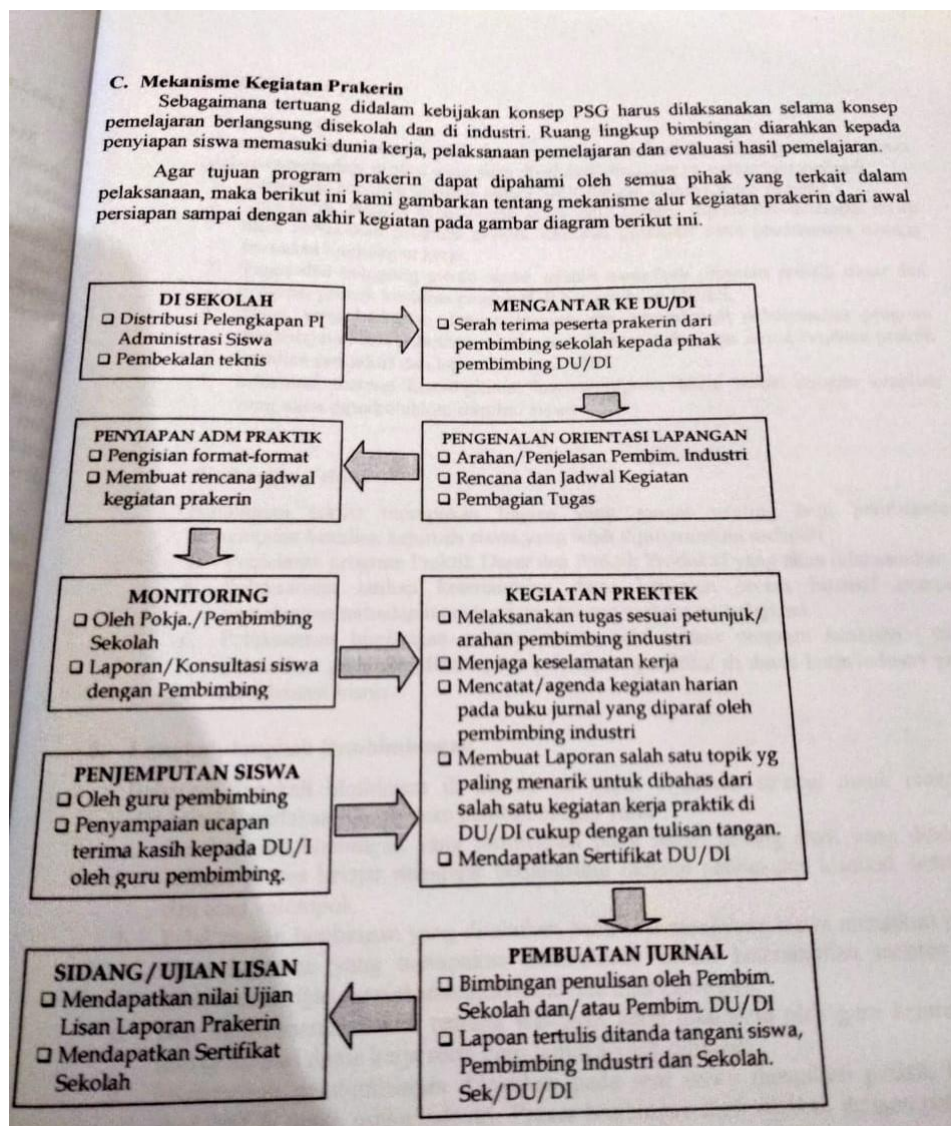 C. Mekanisme Kegiatan Prakerin
Sebagaimana tertuang didalam kebijakan konsep PSG harus dilaksanakan selama konsep
pemelajaran berlangsung disekolah dan di industri. Ruang lingkup bimbingan diarahkan kepada
penyiapan siswa memasuki dunia kerja, pelaksanaan pemelajaran dan evaluasi hasil pemelajaran.
Agar tujuan program prakerin dapat dipahami oleh semua pihak yang terkait dalam
pelaksanaan, maka berikut ini kami gambarkan tentang mekanisme alur kegiatan prakerin dari awal
persiapan sampai dengan akhir kegiatan pada gambar diagram berikut ini.
DI SEKOLAH
❑ Distribusi Pelengkapan PI
Administrasi Siswa
❑ Pembekalan teknis
MENGANTAR KE DU/DI
❑ Serah terima peserta prakerin dari
pembimbing sekolah kepada pihak
pembimbing DU/DI
PENGENALAN ORIENTASI LAPANGAN
❑ Arahan/Penjelasan Pembim. Industri
❑ Rencana dan Jadwal Kegiatan
❑ Pembagian Tugas
PENYIAPAN ADM PRAKTIK
❑ Pengisian format-format
❑ Membuat rencana jadwal
kegiatan prakerin
MONITORING
❑ Oleh Pokja./Pembimbing
Sekolah
❑ Laporan/Konsultasi siswa
dengan Pembimbing
KEGIATAN PREKTEK
❑ Melaksanakan tugas sesuai petunjuk/
arahan pembimbing industri
❑ Menjaga keselamatan kerja
❑ Mencatat/agenda kegiatan harian
pada buku jurnal yang diparaf oleh
pembimbing industri
❑ Membuat Laporan salah satu topik yg
paling menarik untuk dibahas dari
salah satu kegiatan kerja praktik di
DU/DI cukup dengan tulisan tangan.
❑ Mendapatkan Sertifikat DU/DI
PENJEMPUTAN SISWA
❑ Oleh guru pembimbing
❑ Penyampaian ucapan
terima kasih kepada DU/I
oleh guru pembimbing.
PEMBUATAN JURNAL
❑ Bimbingan penulisan oleh Pembim.
Sekolah dan/atau Pembim. DU/DI
❑ Lapoan tertulis ditanda tangani siswa,
Pembimbing Industri dan Sekolah.
Sek/DU/DI
SIDANG/UJIAN LISAN
❑ Mendapatkan nilai Ujian
Lisan Laporan Prakerin
❑ Mendapatkan Sertifikat
Sekolah